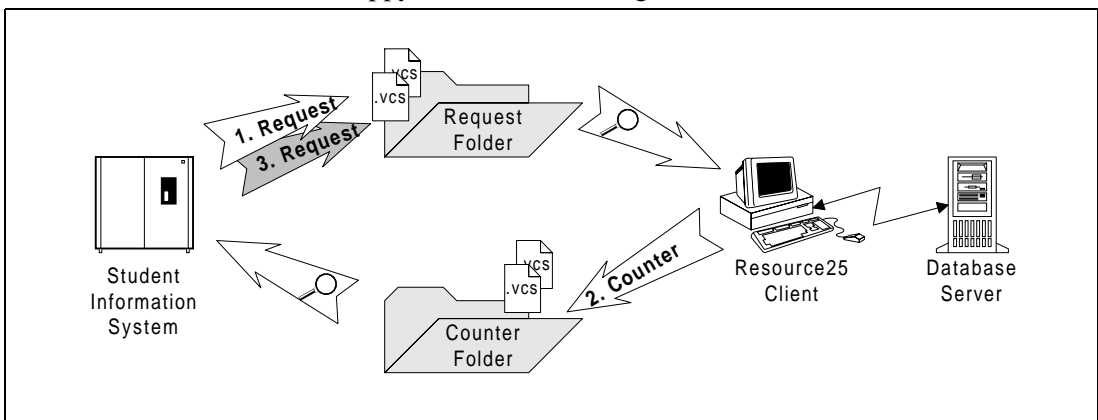 .VCS
.VCS
1. Request
3. Request
Request
Folder
Student
Information
System
.VCS
.VCS
2. Counter
Counter
Folder
Resource25
Client
Database
Server